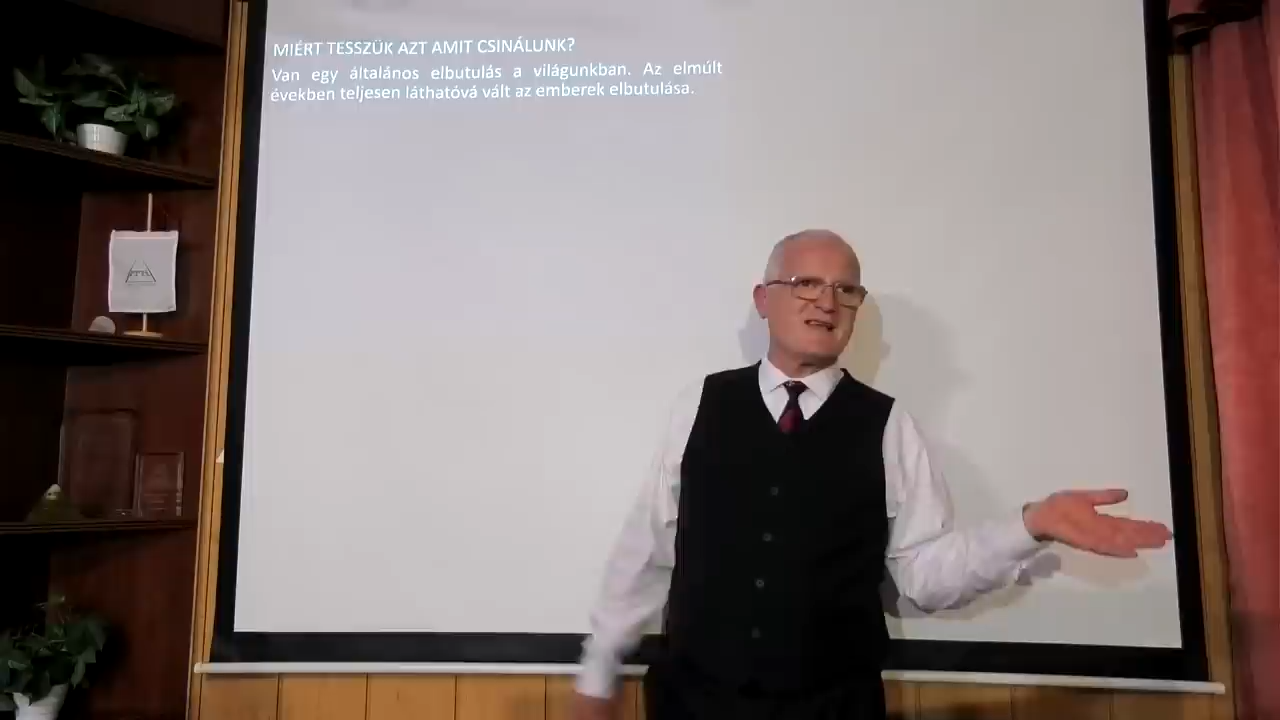 MIÉRT TESSZÜK AZT AMIT CSINÁLUNK?
Van egy általános elbutulás a világunkban. Az elmúlt
években teljesen láthatóvá vált az emberek elbutulása.